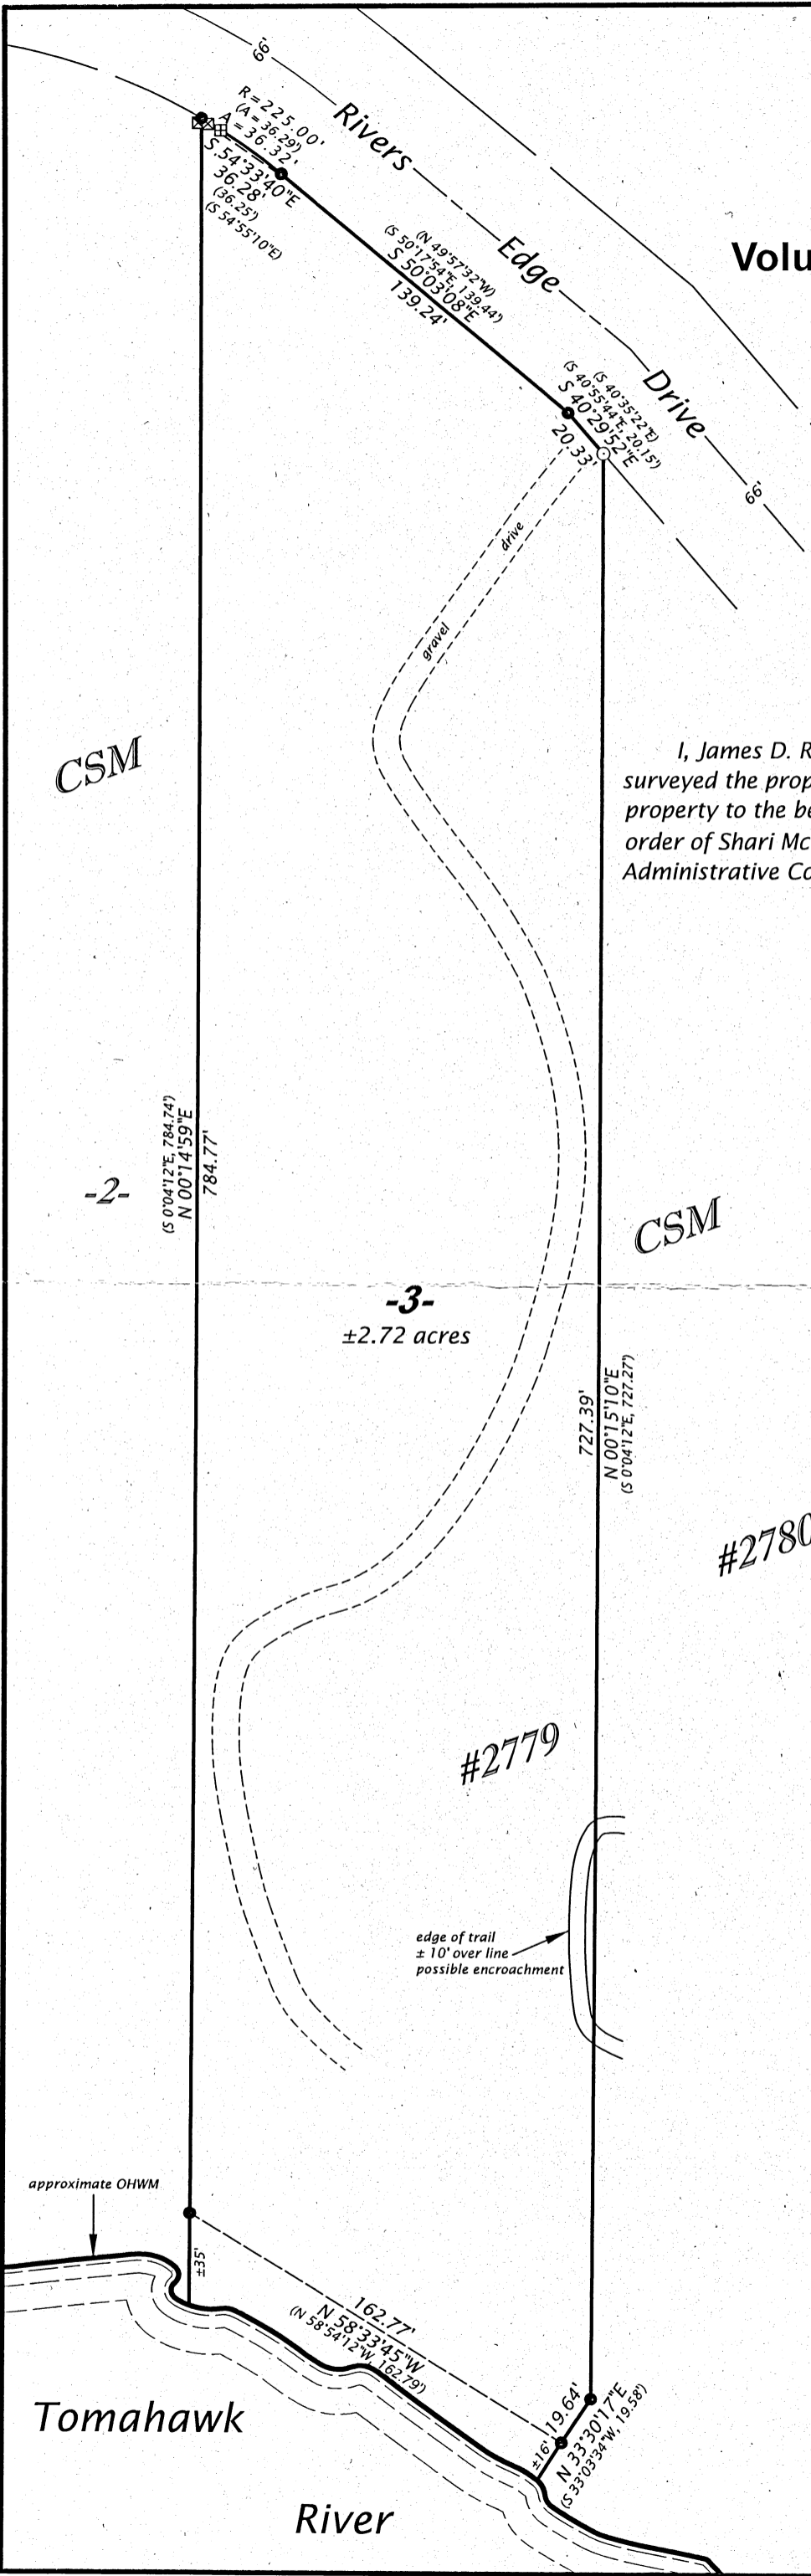 66'
R=225.00'
(A = 36.29')
A = 36.32'
S 54°33'40"E
36.28'
(36.25')
(S 54°55'10"E)
Rivers Edge Drive
(N 49°57'32"W)
(S 50°17'54"E, 139.44')
S 50°03'08"E
139.24'
Volu
(S 40°35'22"E)
(S 40°55'44"E, 20.15')
S 40°29'52"E
20.33'
66'
drive
gravel
CSM
I, James D. R
surveyed the prop
property to the be
order of Shari Mc
Administrative Co
(S 0°04'12"E, 784.74')
N 00°14'59"E
784.77'
-2-
CSM
-3-
±2.72 acres
727.39'
N 00°15'10"E
(S 0°04'12"E, 727.27')
#2780
#2779
edge of trail
± 10' over line
possible encroachment
approximate OHWM
±35'
162.77'
N 58°33'45"W
(N 58°54'12"W, 162.79')
19.64'
±16'
N 33°30'17"E
(S 33°03'34"W, 19.58')
Tomahawk
River